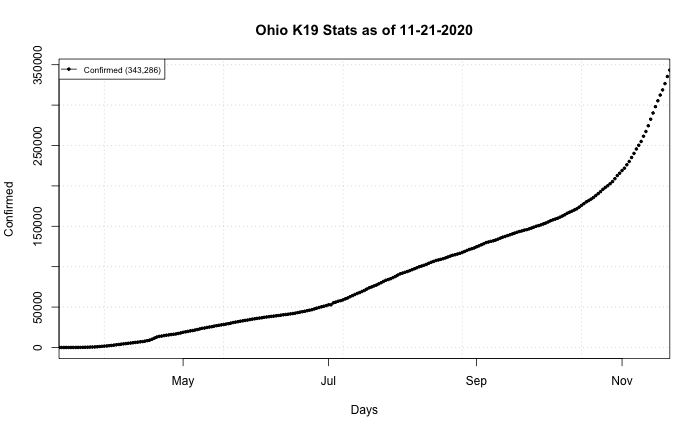 Ohio K19 Stats as of 11-21-2020
Confirmed (343,286)
350000
250000
150000
50000
0
Confirmed
May
Jul
Sep
Nov
Days